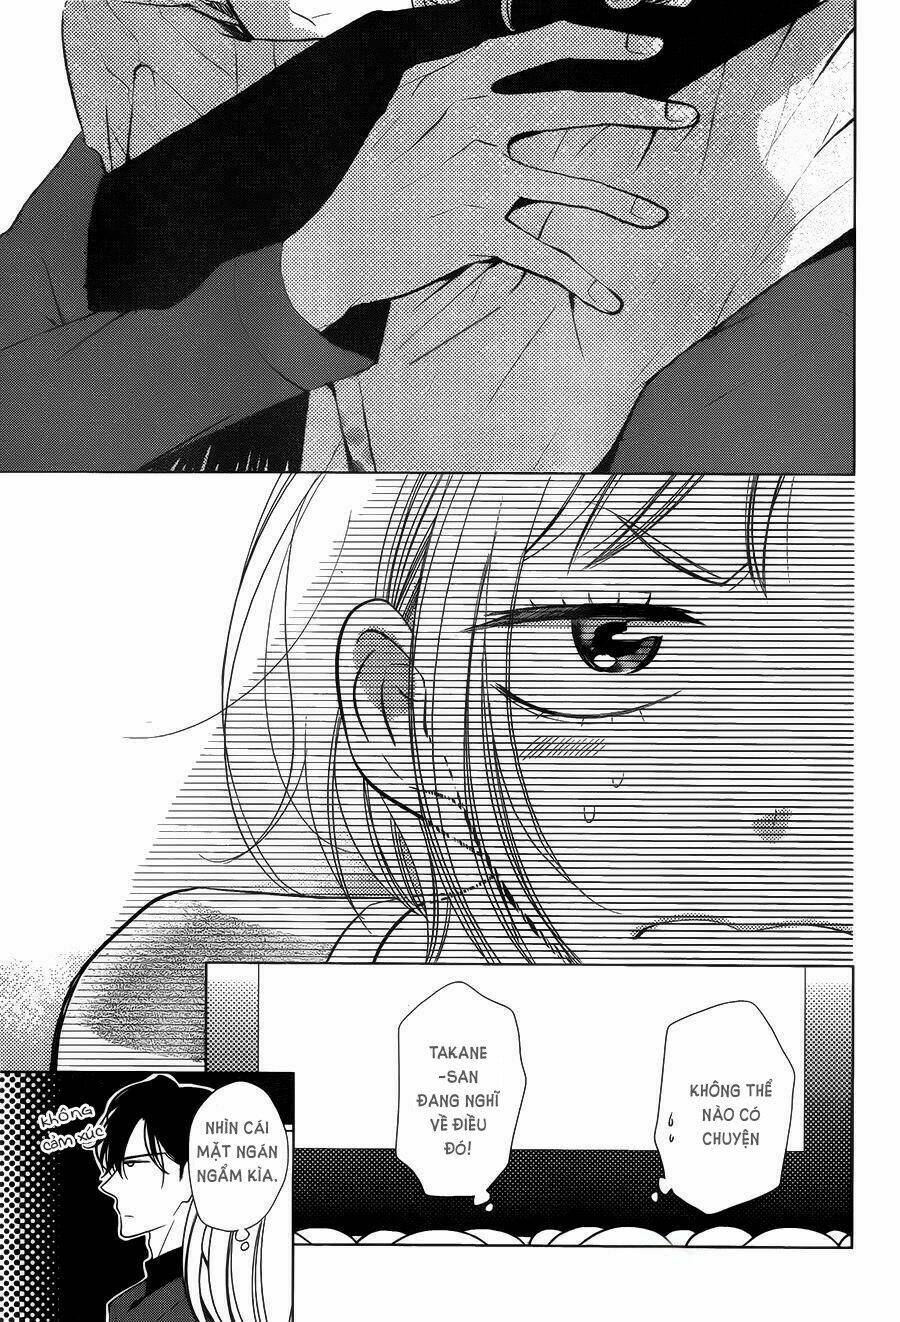 KHÔNG THỂ
NÀO CÓ
CHUYỆN
TAKANE
-SAN
ĐANG NGHĨ
VỀ ĐIỀU
ĐÓ!
NHÌN CÁI
MẶT NGÁN
NGẨM KÌA.
không
cảm xúc